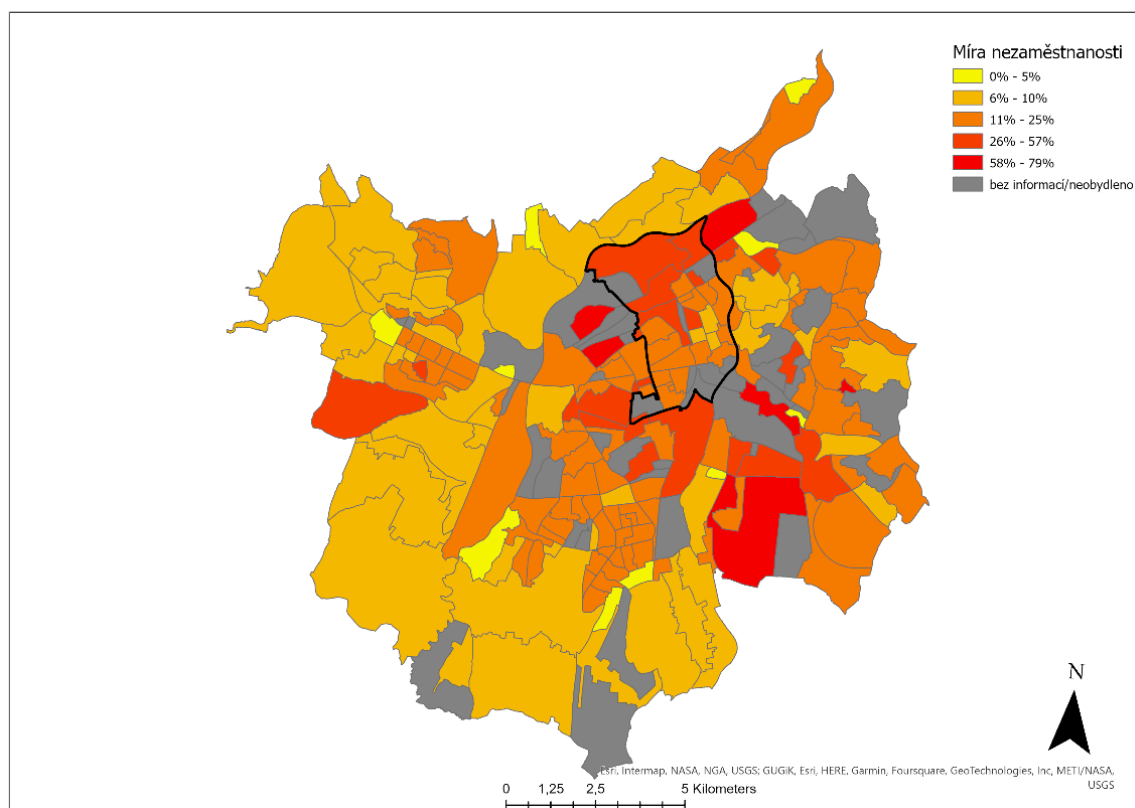 Míra nezaměstnanosti
0% - 5%
6% - 10%
11% - 25%
26% - 57%
58% - 79%
bez informací/neobydleno
N
Esri, Intermap, NASA, NGA, USGS; GUGiK, Esri, HERE, Garmin, Foursquare, GeoTechnologies, Inc, METI/NASA,
USGS
0 1,25 2,5 5 Kilometers